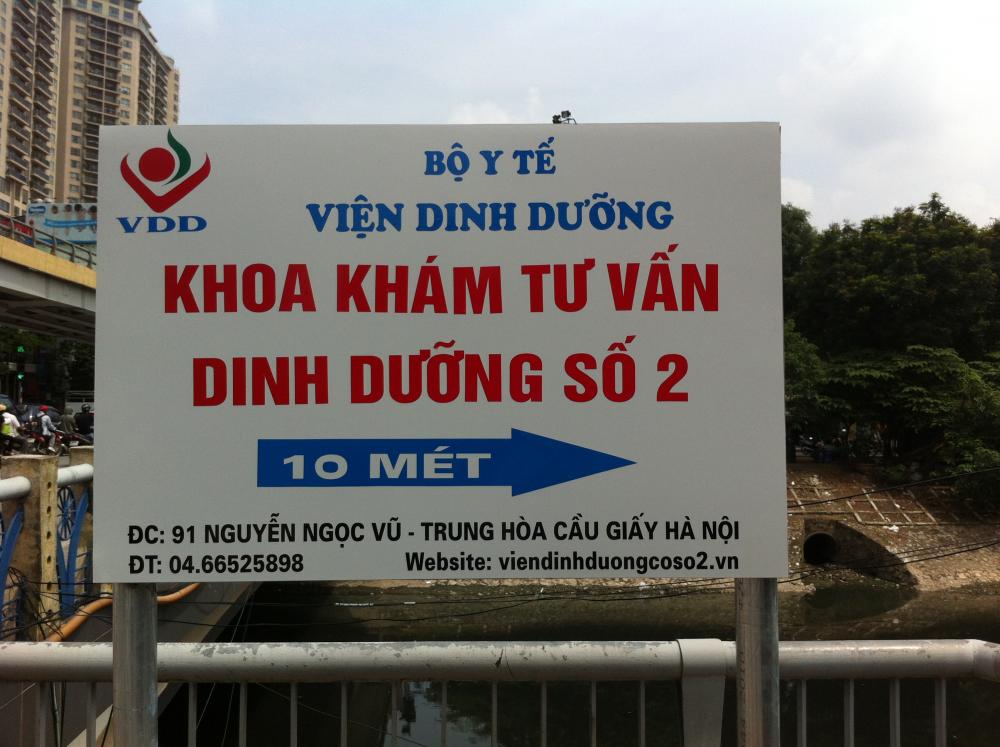 VDD
BỘ Y TẾ
VIỆN DINH DƯỠNG
KHOA KHÁM TƯ VẤN
DINH DƯỠNG SỐ 2
10 MÉT
ĐC: 91 NGUYỄN NGỌC VŨ - TRUNG HÒA CẦU GIẤY HÀ NỘI
ĐT: 04.66525898 Website: viendinhduongcoso2.vn